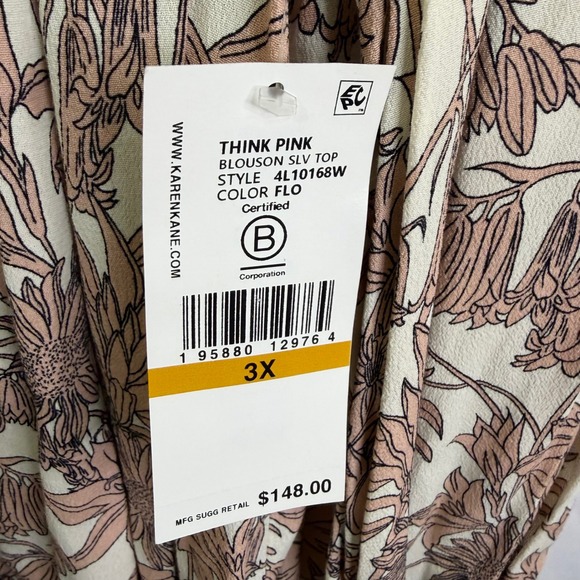 EPC
WWW.KARENKANE.COM
THINK PINK
BLOUSON SLV TOP
STYLE 4L10168W
COLOR FLO
Certified
B
Corporation
1 95880 12976 4
3X
MFG SUGG RETAIL $148.00